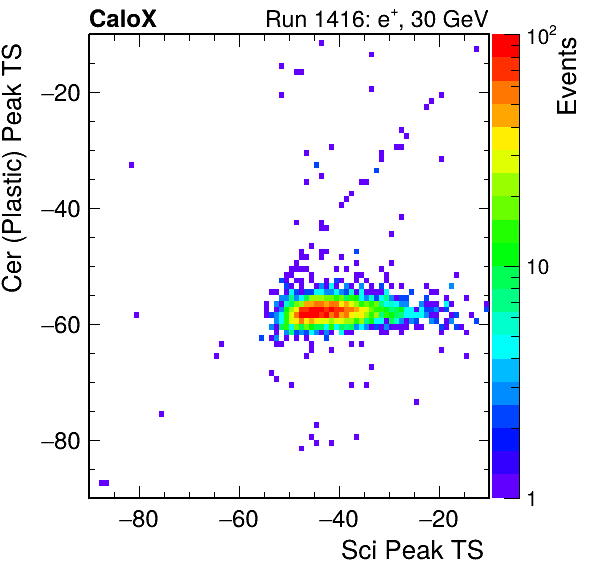 CaloX Run 1416: e⁺, 30 GeV
Cer (Plastic) Peak TS
−20
−40
−60
−80
−80 −60 −40 −20
Sci Peak TS
10²
10
1
Events